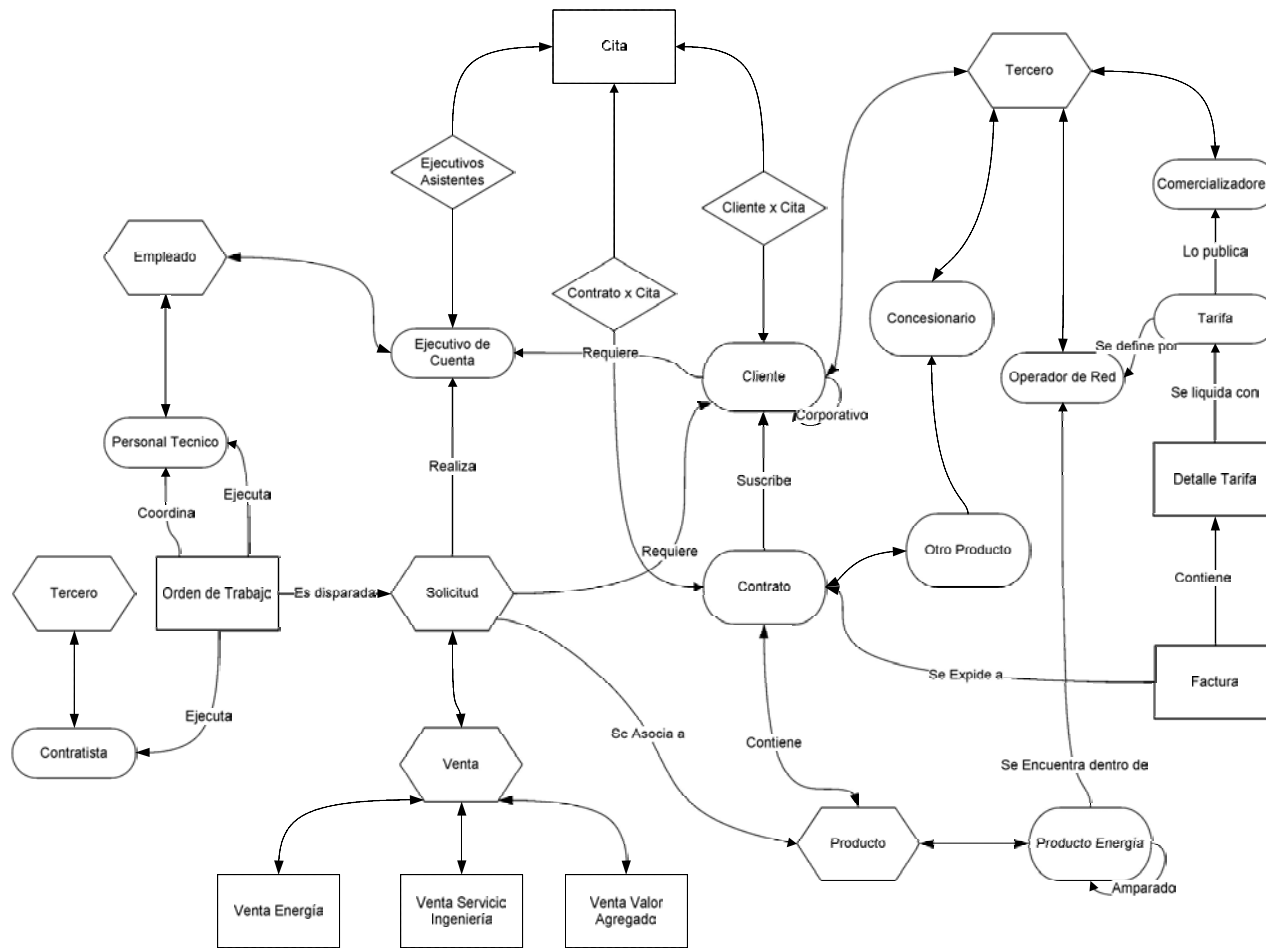 Cita
Tercero
Ejecutivos
Asistentes
Comercializadore
Cliente x Cita
Empleado
Lo publica
Contrato x Cita
Concesionario
Tarifa
Ejecutivo de
Cuenta
Requiere
Se define por
Cliente
Operador de Red
Se liquida con
Corporativo
Personal Tecnico
Realiza
Suscribe
Detalle Tarifa
Ejecuta
Coordina
Requiere
Otro Producto
Contiene
Tercero
Orden de Trabajc
Es disparada
Solicitud
Contrato
Se Expide a
Factura
Ejecuta
Se Asocia a
Contiene
Contratista
Venta
Se Encuentra dentro de
Producto
Producto Energía
Amparado
Venta Energía
Venta Servicic
Ingeniería
Venta Valor
Agregado